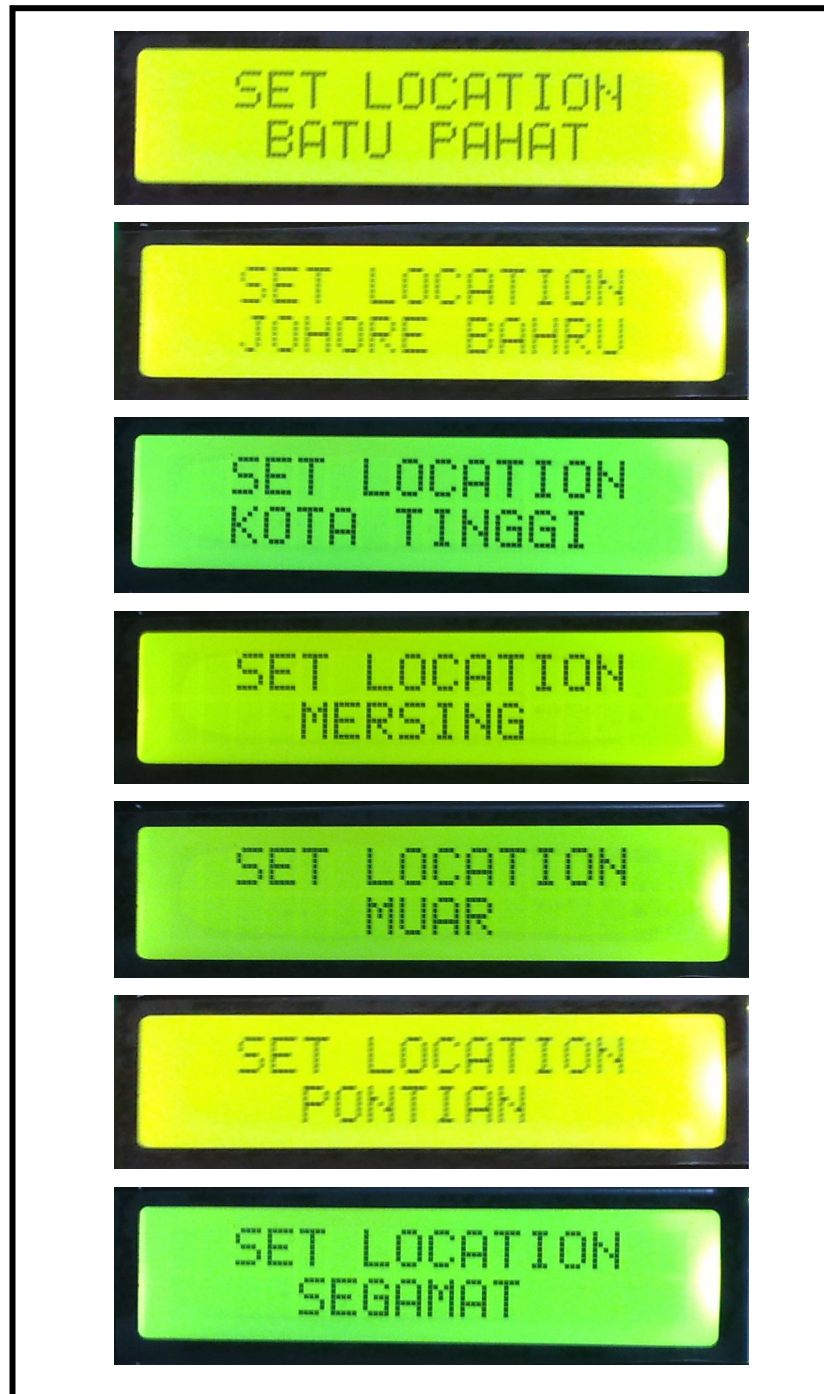 SET LOCATION
BATU PAHAT
SET LOCATION
JOHORE BAHRU
SET LOCATION
KOTA TINGGI
SET LOCATION
MERSING
SET LOCATION
MUAR
SET LOCATION
PONTIAN
SET LOCATION
SEGAMAT